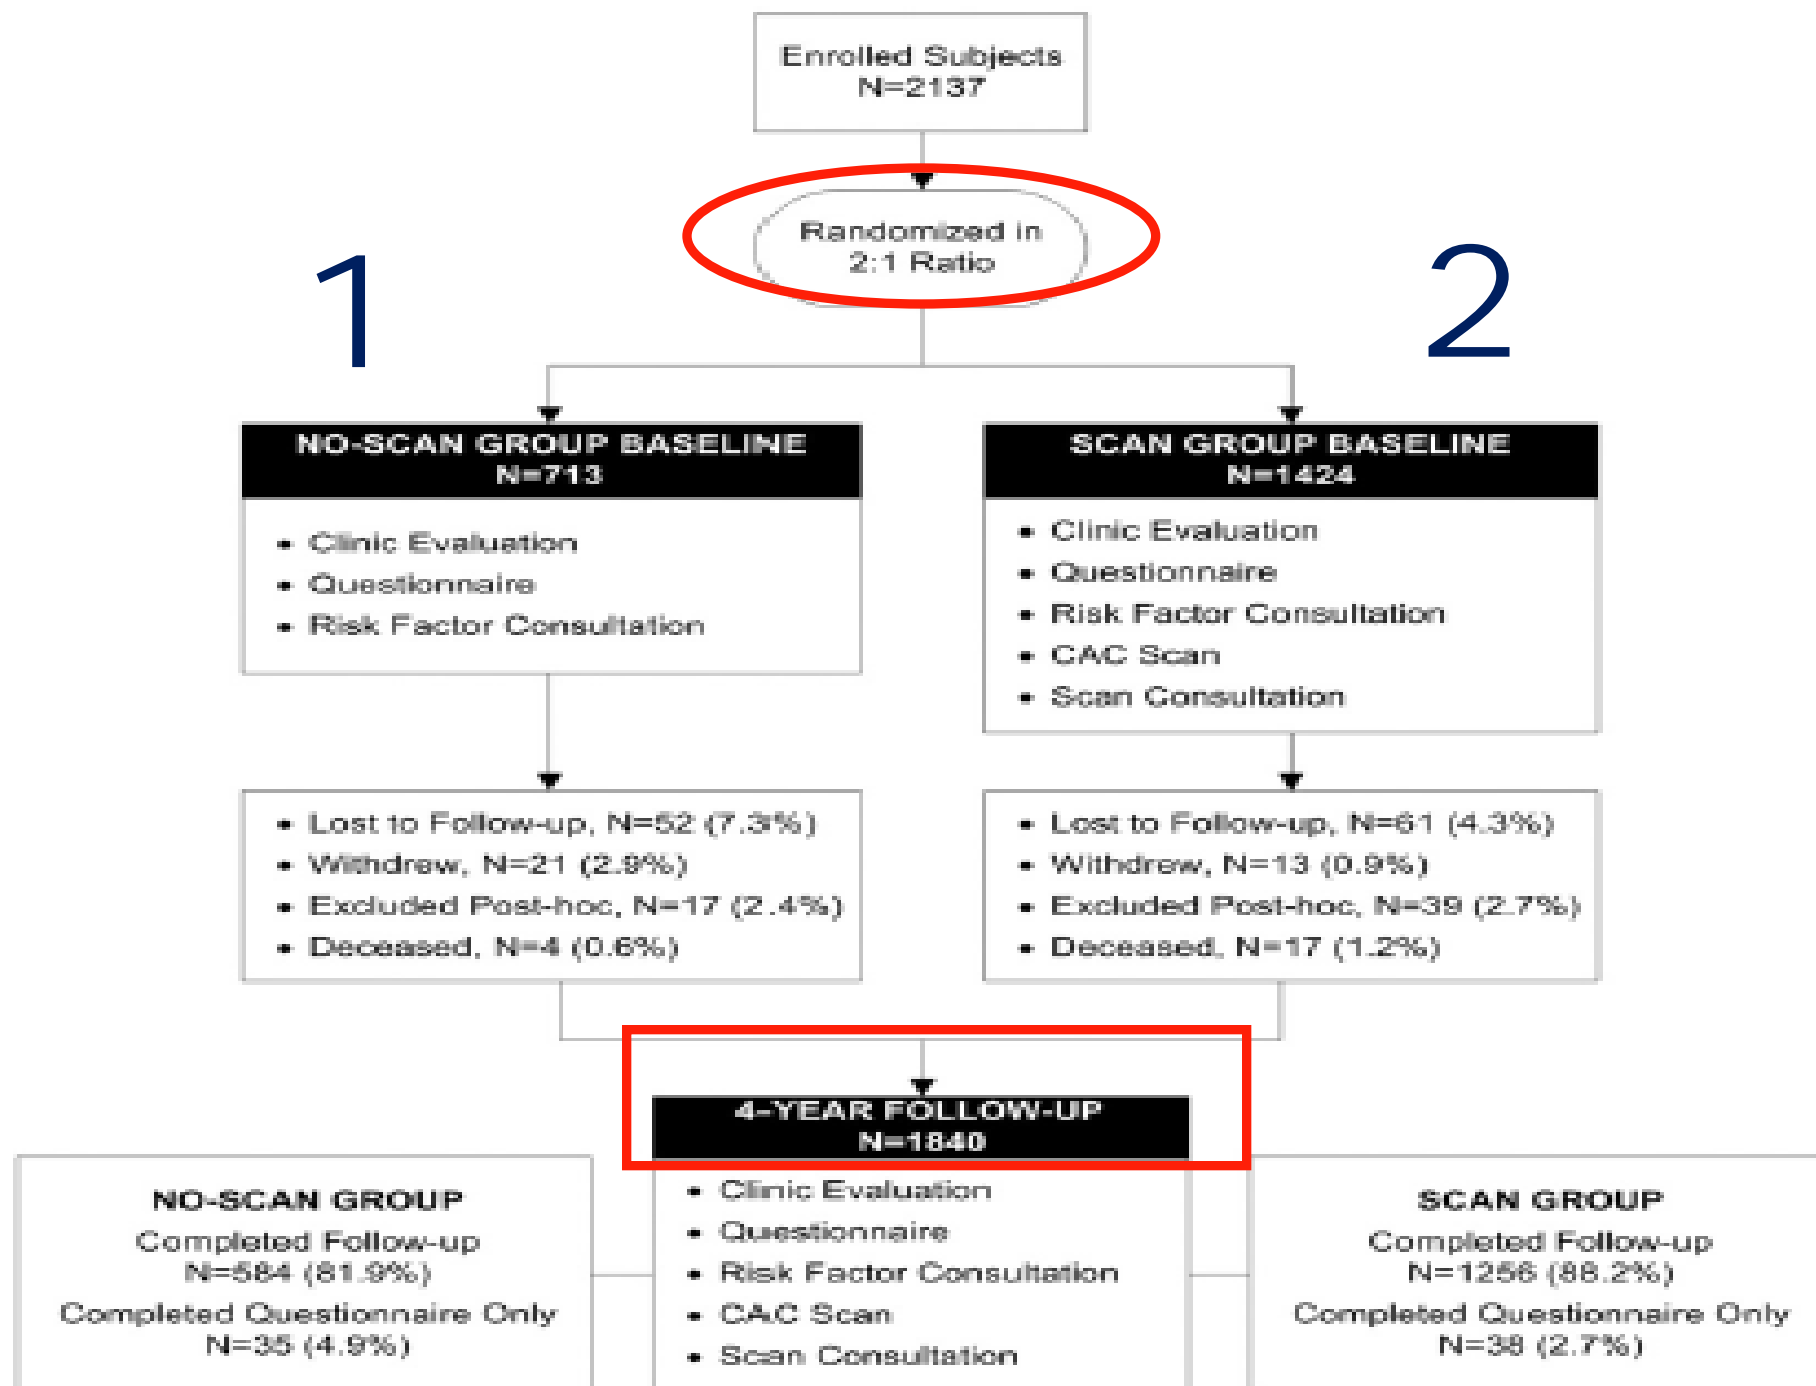 Enrolled Subjects
N=2137
Randomized in
2:1 Ratio
1
2
NO-SCAN GROUP BASELINE
N=713
• Clinic Evaluation
• Questionnaire
• Risk Factor Consultation
SCAN GROUP BASELINE
N=1424
• Clinic Evaluation
• Questionnaire
• Risk Factor Consultation
• CAC Scan
• Scan Consultation
• Lost to Follow-up, N=52 (7.3%)
• Withdrew, N=21 (2.9%)
• Excluded Post-hoc, N=17 (2.4%)
• Deceased, N=4 (0.6%)
• Lost to Follow-up, N=61 (4.3%)
• Withdrew, N=13 (0.9%)
• Excluded Post-hoc, N=39 (2.7%)
• Deceased, N=17 (1.2%)
4-YEAR FOLLOW-UP
N=1840
• Clinic Evaluation
• Questionnaire
• Risk Factor Consultation
• CAC Scan
• Scan Consultation
NO-SCAN GROUP
Completed Follow-up
N=584 (81.9%)
Completed Questionnaire Only
N=35 (4.9%)
SCAN GROUP
Completed Follow-up
N=1256 (88.2%)
Completed Questionnaire Only
N=38 (2.7%)